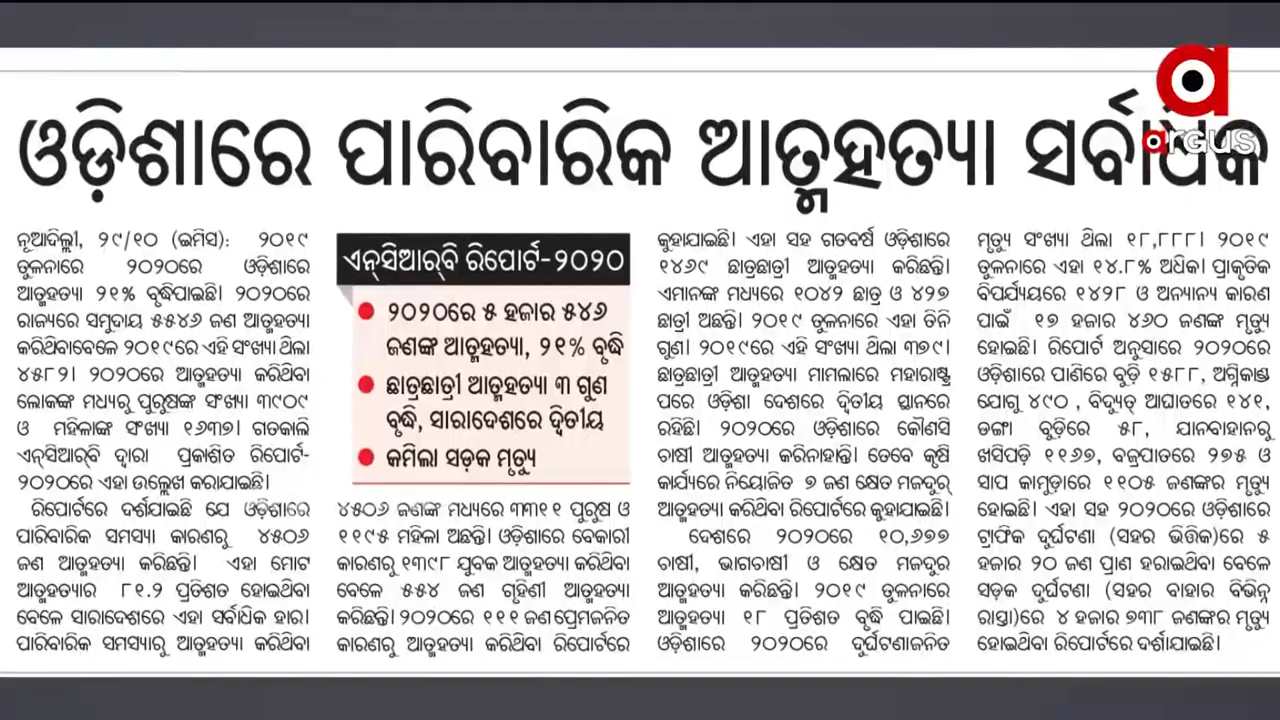 ଓଡ଼ିଶାରେ ପାରିବାରିକ ଆତ୍ମହତ୍ୟା ସର୍ବାଧିକ
argus
ନୂଆଦିଲ୍ଲୀ, ୨୯/୧୦ (ଇମିସ): ୨୦୧୯
ତୁଳନାରେ ୨୦୨୦ରେ ଓଡ଼ିଶାରେ
ଆତ୍ମହତ୍ୟା ୨୧% ବୃଦ୍ଧିପାଇଛି। ୨୦୨୦ରେ
ରାଜ୍ୟରେ ସମୁଦାୟ ୫୫୪୬ ଜଣ ଆତ୍ମହତ୍ୟା
କରିଥିବାବେଳେ ୨୦୧୯ରେ ଏହି ସଂଖ୍ୟା ଥିଲା
୪୫୮୨। ୨୦୨୦ରେ ଆତ୍ମହତ୍ୟା କରିଥିବା
ଲୋକଙ୍କ ମଧ୍ୟରୁ ପୁରୁଷଙ୍କ ସଂଖ୍ୟା ୩୯୦୯
ଓ ମହିଳାଙ୍କ ସଂଖ୍ୟା ୧୬୩୭। ଗତକାଲି
ଏନ୍‌ସିଆର୍‌ବି ଦ୍ୱାରା ପ୍ରକାଶିତ ରିପୋର୍ଟ-
୨୦୨୦ରେ ଏହା ଉଲ୍ଲେଖ କରାଯାଇଛି।
ରିପୋର୍ଟରେ ଦର୍ଶାଯାଇଛି ଯେ ଓଡ଼ିଶାରେ
ପାରିବାରିକ ସମସ୍ୟା କାରଣରୁ ୪୫୦୬
ଜଣ ଆତ୍ମହତ୍ୟା କରିଛନ୍ତି। ଏହା ମୋଟ
ଆତ୍ମହତ୍ୟାର ୮୧.୨ ପ୍ରତିଶତ ହୋଇଥିବା
ବେଳେ ସାରାଦେଶରେ ଏହା ସର୍ବାଧିକ ହାର।
ପାରିବାରିକ ସମସ୍ୟାରୁ ଆତ୍ମହତ୍ୟା କରିଥିବା
ଏନ୍‌ସିଆର୍‌ବି ରିପୋର୍ଟ-୨୦୨୦
୨୦୨୦ରେ ୫ ହଜାର ୫୪୬
ଜଣଙ୍କ ଆତ୍ମହତ୍ୟା, ୨୧% ବୃଦ୍ଧି
ଛାତ୍ରଛାତ୍ରୀ ଆତ୍ମହତ୍ୟା ୩ ଗୁଣ
ବୃଦ୍ଧି, ସାରାଦେଶରେ ଦ୍ୱିତୀୟ
କମିଲା ସଡ଼କ ମୃତ୍ୟୁ
୪୫୦୬ ଜଣଙ୍କ ମଧ୍ୟରେ ୩୩୧୧ ପୁରୁଷ ଓ
୧୧୯୫ ମହିଳା ଅଛନ୍ତି। ଓଡ଼ିଶାରେ ବେକାରୀ
କାରଣରୁ ୧୩୯୮ ଯୁବକ ଆତ୍ମହତ୍ୟା କରିଥିବା
ବେଳେ ୫୫୪ ଜଣ ଗୃହିଣୀ ଆତ୍ମହତ୍ୟା
କରିଛନ୍ତି। ୨୦୨୦ରେ ୧୧୧ ଜଣ ପ୍ରେମଜନିତ
କାରଣରୁ ଆତ୍ମହତ୍ୟା କରିଥିବା ରିପୋର୍ଟରେ
କୁହାଯାଇଛି। ଏହା ସହ ଗତବର୍ଷ ଓଡ଼ିଶାରେ
୧୪୬୯ ଛାତ୍ରଛାତ୍ରୀ ଆତ୍ମହତ୍ୟା କରିଛନ୍ତି।
ଏମାନଙ୍କ ମଧ୍ୟରେ ୧୦୪୨ ଛାତ୍ର ଓ ୪୨୭
ଛାତ୍ରୀ ଅଛନ୍ତି। ୨୦୧୯ ତୁଳନାରେ ଏହା ତିନି
ଗୁଣ। ୨୦୧୯ରେ ଏହି ସଂଖ୍ୟା ଥିଲା ୩୭୯।
ଛାତ୍ରଛାତ୍ରୀ ଆତ୍ମହତ୍ୟା ମାମଲାରେ ମହାରାଷ୍ଟ୍ର
ପରେ ଓଡ଼ିଶା ଦେଶରେ ଦ୍ୱିତୀୟ ସ୍ଥାନରେ
ରହିଛି। ୨୦୨୦ରେ ଓଡ଼ିଶାରେ କୌଣସି
ଚାଷୀ ଆତ୍ମହତ୍ୟା କରିନାହାନ୍ତି। ତେବେ କୃଷି
କାର୍ଯ୍ୟରେ ନିୟୋଜିତ ୭ ଜଣ କ୍ଷେତ ମଜଦୁର୍
ଆତ୍ମହତ୍ୟା କରିଥିବା ରିପୋର୍ଟରେ କୁହାଯାଇଛି।
ଦେଶରେ ୨୦୨୦ରେ ୧୦,୬୭୭
ଚାଷୀ, ଭାଗଚାଷୀ ଓ କ୍ଷେତ ମଜଦୁର
ଆତ୍ମହତ୍ୟା କରିଛନ୍ତି। ୨୦୧୯ ତୁଳନାରେ
ଆତ୍ମହତ୍ୟା ୧୮ ପ୍ରତିଶତ ବୃଦ୍ଧି ପାଇଛି।
ଓଡ଼ିଶାରେ ୨୦୨୦ରେ ଦୁର୍ଘଟଣାଜନିତ
ମୃତ୍ୟୁ ସଂଖ୍ୟା ଥିଲା ୧୮,୮୮୮। ୨୦୧୯
ତୁଳନାରେ ଏହା ୧୪.୮% ଅଧିକ। ପ୍ରାକୃତିକ
ବିପର୍ଯ୍ୟୟରେ ୧୪୨୮ ଓ ଅନ୍ୟାନ୍ୟ କାରଣ
ପାଇଁ ୧୭ ହଜାର ୪୬୦ ଜଣଙ୍କ ମୃତ୍ୟୁ
ହୋଇଛି। ରିପୋର୍ଟ ଅନୁସାରେ ୨୦୨୦ରେ
ଓଡ଼ିଶାରେ ପାଣିରେ ବୁଡ଼ି ୧୫୮୮, ଅଗ୍ନିକାଣ୍ଡ
ଯୋଗୁ ୪୯୦ , ବିଦ୍ୟୁତ୍ ଆଘାତରେ ୧୪୧,
ଡଙ୍ଗା ବୁଡ଼ିରେ ୫୮, ଯାନବାହାନରୁ
ଖସିପଡ଼ି ୧୧୬୭, ବଜ୍ରପାତରେ ୨୭୫ ଓ
ସାପ କାମୁଡ଼ାରେ ୧୧୦୫ ଜଣଙ୍କର ମୃତ୍ୟୁ
ହୋଇଛି। ଏହା ସହ ୨୦୨୦ରେ ଓଡ଼ିଶାରେ
ଟ୍ରାଫିକ ଦୁର୍ଘଟଣା (ସହର ଭିତ୍ତିକ)ରେ ୫
ହଜାର ୨୦ ଜଣ ପ୍ରାଣ ହରାଇଥିବା ବେଳେ
ସଡ଼କ ଦୁର୍ଘଟଣା (ସହର ବାହାର ବିଭିନ୍ନ
ରାସ୍ତା)ରେ ୪ ହଜାର ୭୩୮ ଜଣଙ୍କର ମୃତ୍ୟୁ
ହୋଇଥିବା ରିପୋର୍ଟରେ ଦର୍ଶାଯାଇଛି।